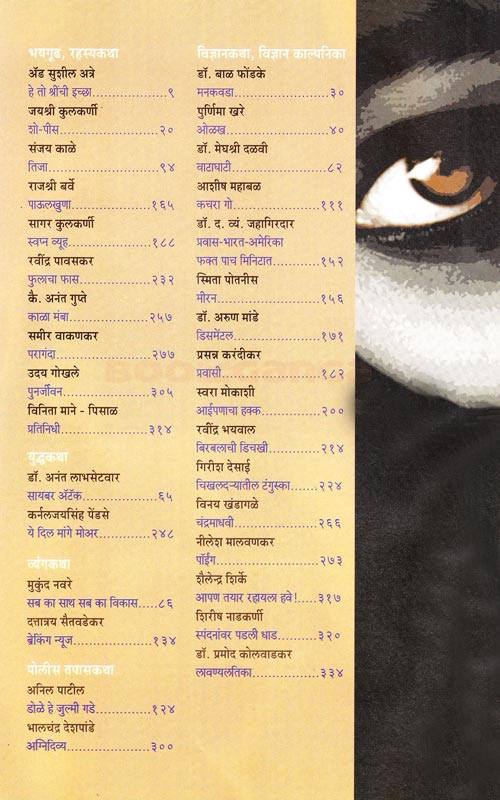 भयगूढ, रहस्यकथा
ॲड सुशील अत्रे
हे तो श्रींची इच्छा.....................९
जयश्री कुलकर्णी
शो-पीस.........................२०
संजय काळे
तिजा............................९४
राजश्री बर्वे
पाऊलखुणा....................१६५
सागर कुलकर्णी
स्वप्न व्यूह.....................१८८
रवींद्र पावसकर
फुलाचा फास..................२३२
कै. अनंत गुप्ते
काळा मंबा....................२५७
समीर वाकणकर
परागंदा.........................२७७
उदय गोखले
पुनर्जीवन......................३०५
विनिता माने - पिसाळ
प्रतिनिधी......................३१४
युद्धकथा
डॉ. अनंत लाभसेटवार
सायबर अ‍ॅटॅक...................६५
कर्नलजयसिंह पेंडसे
ये दिल मांगे मोअर............२४८
व्यंगकथा
मुकुंद नवरे
सब का साथ सब का विकास.....८६
दत्तात्रय सैतवडेकर
ब्रेकिंग न्यूज...................१३४
पोलीस तपासकथा
अनिल पाटील
डोळे हे जुल्मी गडे.............१२४
भालचंद्र देशपांडे
अग्निदिव्य......................३००
विज्ञानकथा, विज्ञान काल्पनिका
डॉ. बाळ फोंडके
मनकवडा.......................३०
पुर्णिमा खरे
ओळख..........................४०
डॉ. मेघश्री दळवी
वाटाघाटी.......................८२
आशीष महाबळ
कचरा गो......................१११
डॉ. द. व्यं. जहागिरदार
प्रवास-भारत-अमेरिका
फक्त पाच मिनिटात............१५२
स्मिता पोतनीस
मीरन...........................१५६
डॉ. अरुण मांडे
डिसमेंटल......................१७१
प्रसन्न करंदीकर
प्रवासी.........................१८२
स्वरा मोकाशी
आईपणाचा हक्क..............२००
रवींद्र भयवाल
बिरबलाची डिचखी............२१४
गिरीश देसाई
चिखलदऱ्यातील टंगुस्का.......२२४
विनय खंडागळे
चंद्रमाधवी.....................२६६
नीलेश मालवणकर
पॉईंग...........................२७३
शैलेन्द्र शिर्के
आपण तयार रहायला हवे!.....३१७
शिरीष नाडकर्णी
स्पंदनांवर पडली धाड.........३२०
डॉ. प्रमोद कोलवाडकर
लावण्यलतिका.................३३४